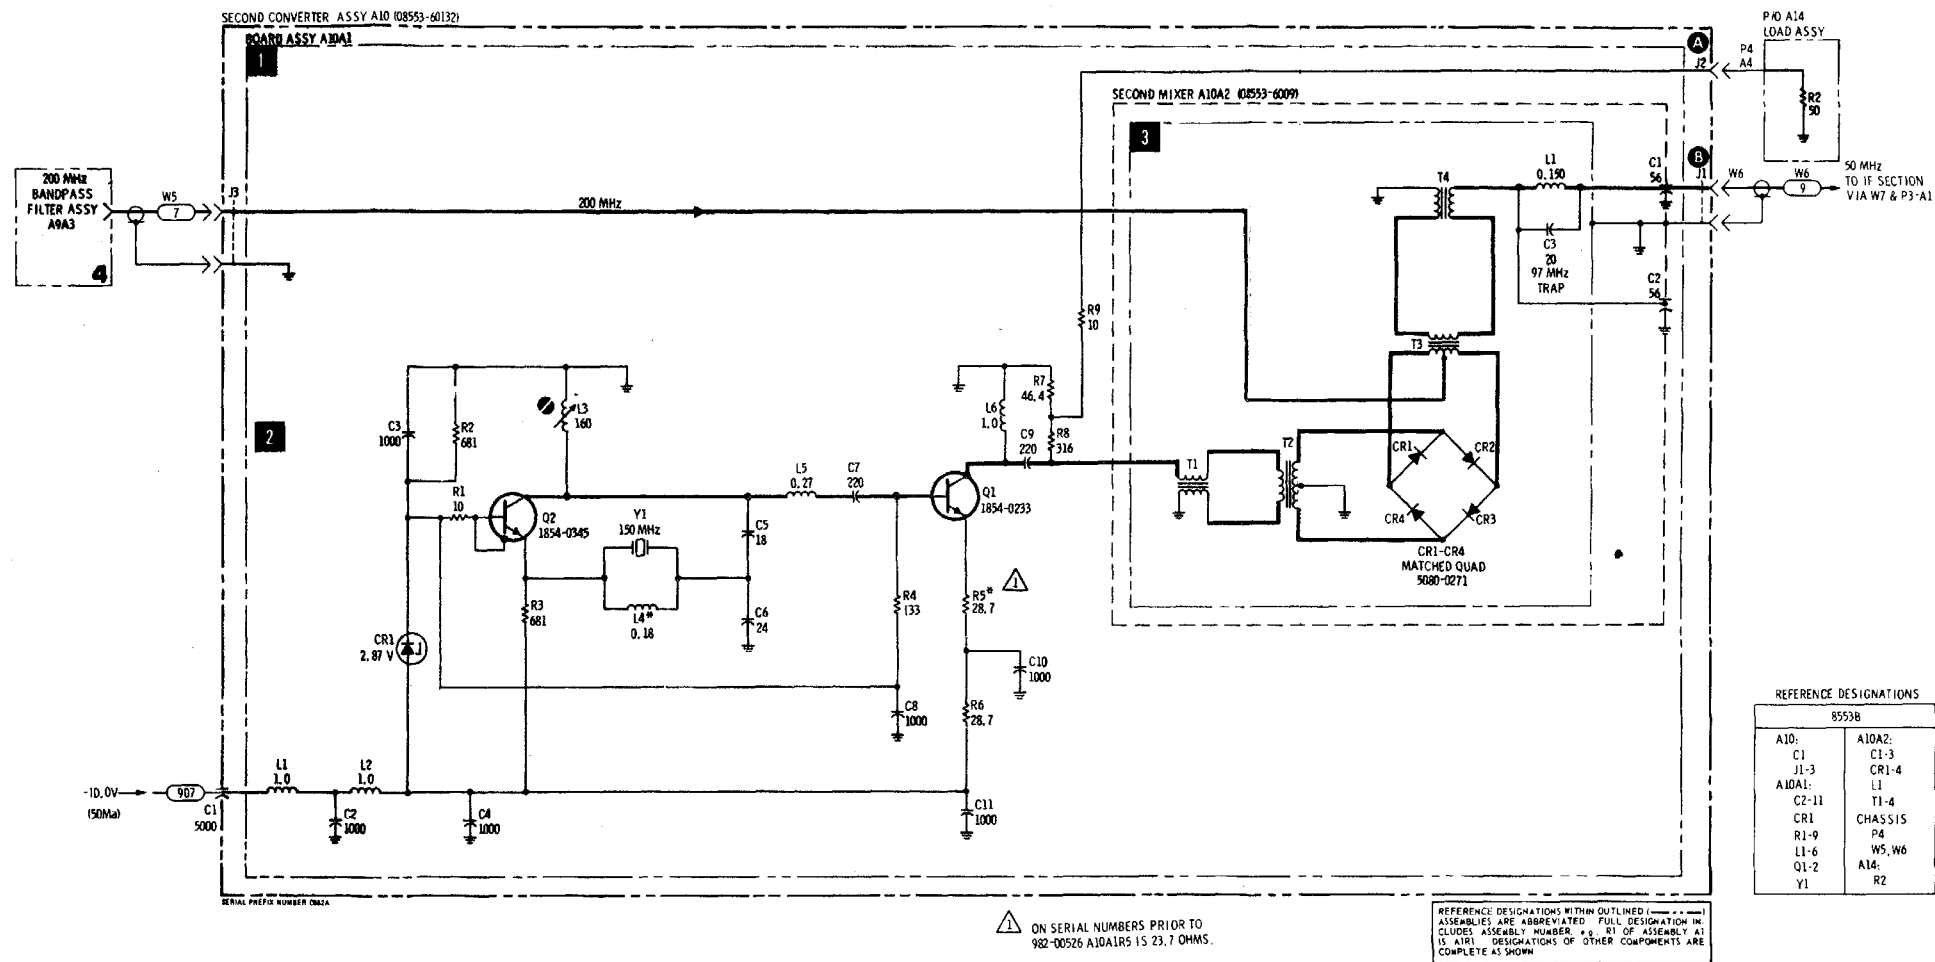 SECOND CONVERTER ASSY A10 (08553-60132)
BOARD ASSY A10A1
1
P/O A14
LOAD ASSY
A
J2
P4
A4
R2
50
SECOND MIXER A10A2 (08553-6009)
3
200 MHz
BANDPASS
FILTER ASSY
A9A3
4
W5
7
J3
200 MHz
T4
L1
0.150
C1
56
B
J1
W6
W6
9
50 MHz
TO IF SECTION
VIA W7 & P3-A1
C3
20
97 MHz
TRAP
C2
56
R9
10
T3
2
C3
1000
R2
681
L3
160
R7
46.4
L6
1.0
C9
220
R8
316
R1
10
Q2
1854-0345
Y1
150 MHz
L5
0.27
C7
220
Q1
1854-0233
T1
T2
CR1
CR2
CR4
CR3
CR1-CR4
MATCHED QUAD
5080-0271
C5
18
R3
681
L4*
0.18
C6
24
R4
133
R5*
28.7
1
CR1
2.87 V
C10
1000
C8
1000
R6
28.7
-10.0V
(50Ma)
907
C1
5000
L1
1.0
L2
1.0
C2
1000
C4
1000
C11
1000
REFERENCE DESIGNATIONS
8553B
A10:
C1
J1-3
A10A1:
C2-11
CR1
R1-9
L1-6
Q1-2
Y1
A10A2:
C1-3
CR1-4
L1
T1-4
CHASSIS
P4
W5,W6
A14:
R2
SERIAL PREFIX NUMBER
1 ON SERIAL NUMBERS PRIOR TO
982-00526 A10A1R5 IS 23.7 OHMS.
REFERENCE DESIGNATIONS WITHIN OUTLINED (— - - —)
ASSEMBLIES ARE ABBREVIATED FULL DESIGNATION IN-
CLUDES ASSEMBLY NUMBER, e.g. R1 OF ASSEMBLY A1
IS A1R1 DESIGNATIONS OF OTHER COMPONENTS ARE
COMPLETE AS SHOWN